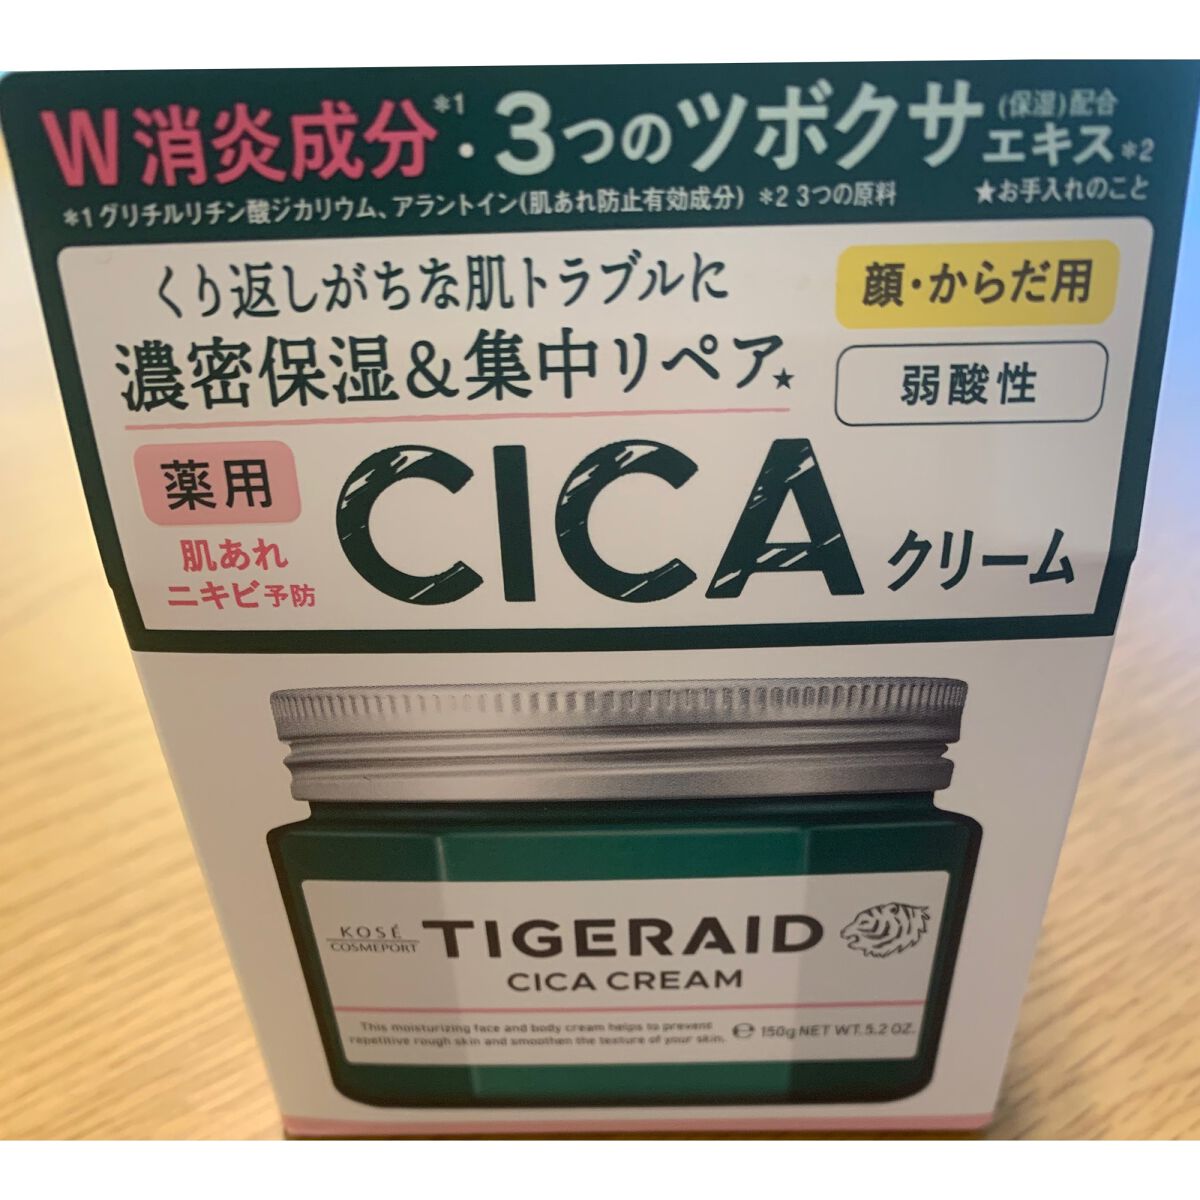 W消炎成分*1・3つのツボクサエキス(保湿)配合*2
*1 グリチルリチン酸ジカリウム、アラントイン(肌あれ防止有効成分) *2 3つの原料 ★お手入れのこと
くり返しがちな肌トラブルに
濃密保湿&集中リペア★
顔・からだ用
弱酸性
薬用
肌あれ
ニキビ予防
CICAクリーム
KOSÉ
COSMEPORT
TIGERAID
CICA CREAM
This moisturizing face and body cream helps to prevent
repetitive rough skin and smoothen the texture of your skin.
℮ 150g NET WT. 5.2 OZ.